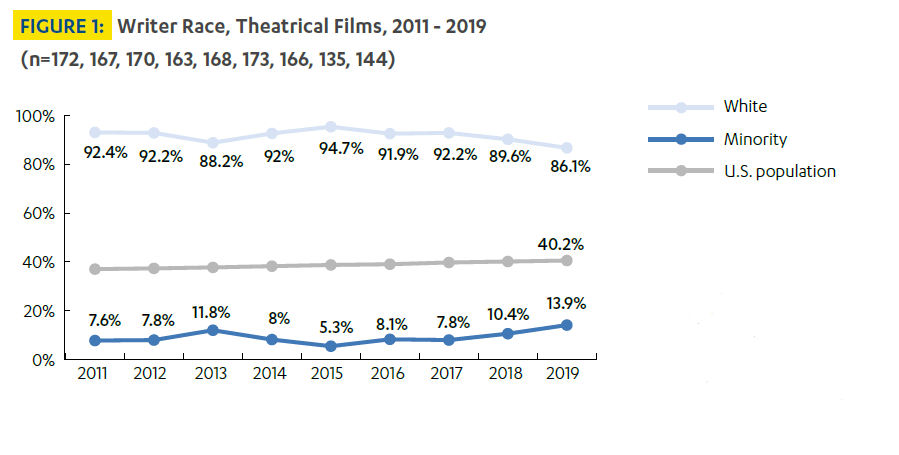 FIGURE 1: Writer Race, Theatrical Films, 2011 - 2019
(n=172, 167, 170, 163, 168, 173, 166, 135, 144)
White
Minority
U.S. population
100%
80%
60%
40%
20%
0%
92.4% 92.2% 88.2% 92% 94.7% 91.9% 92.2% 89.6% 86.1%
40.2%
7.6% 7.8% 11.8% 8% 5.3% 8.1% 7.8% 10.4% 13.9%
2011 2012 2013 2014 2015 2016 2017 2018 2019